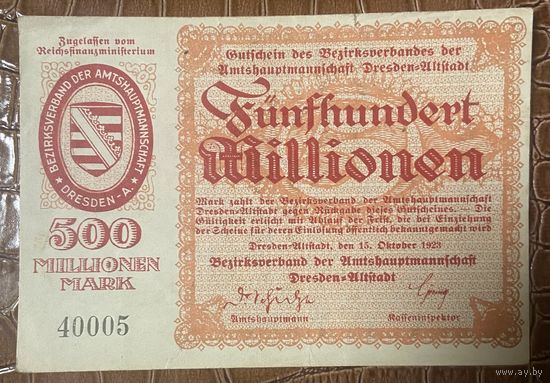 Zugelassen vom
Reichsfinanzministerium
BEZIRKSVERBAND DER AMTSHAUPTMANNSCHAFT
DRESDEN-A.
500
MILLIONEN
MARK
40005
Gutschein des Bezirksverbandes der
Amtshauptmannschaft Dresden-Altstadt
Fünfhundert
Millionen
Mark zahlt der Bezirksverband der Amtshauptmannschaft
Dresden-Altstadt gegen Rückgabe dieses Gutscheines. - Die
Gültigkeit erlischt mit Ablauf der Frist, die bei Einziehung
der Scheine für deren Einlösung öffentlich bekanntgemacht wird
Dresden-Altstadt, den 15. Oktober 1923
Bezirksverband der Amtshauptmannschaft
Dresden-Altstadt
Amtshauptmann
Kasseninspektor
www.ay.by